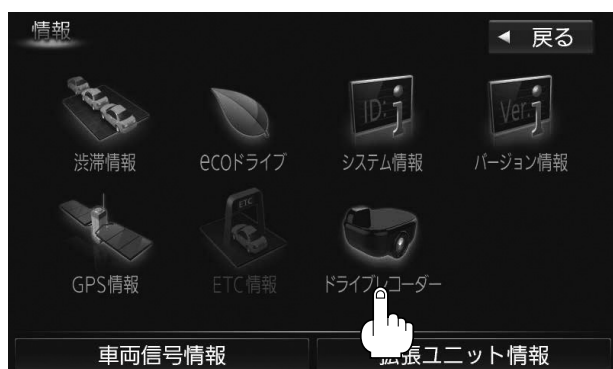 情報
◀ 戻る
ID: i
Ver. i
渋滞情報
ecoドライブ
システム情報
バージョン情報
ETC
GPS情報
ETC情報
ドライブレコーダー
車両信号情報
拡張ユニット情報